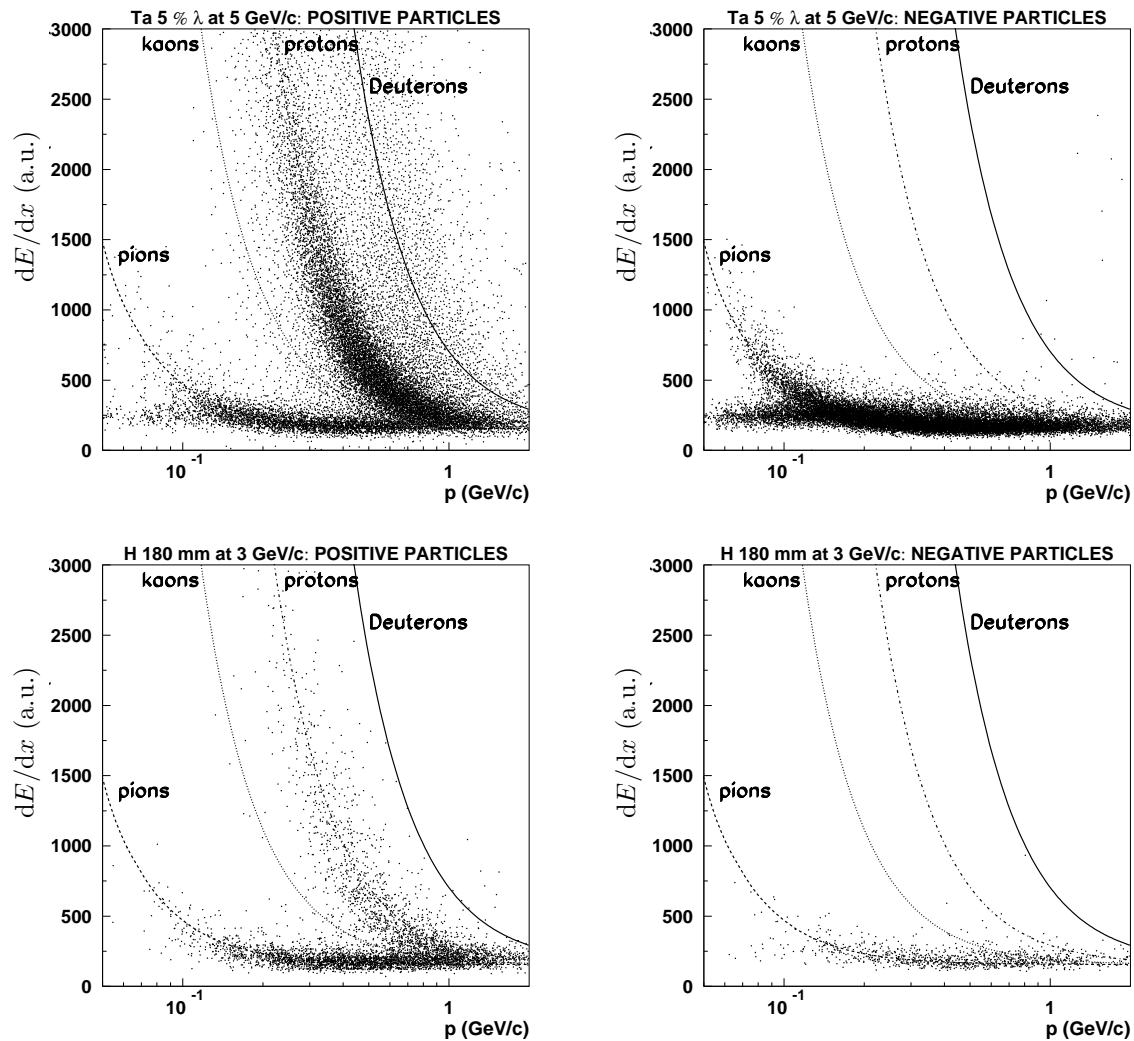 Ta 5 % λ at 5 GeV/c: POSITIVE PARTICLES
dE/dx (a.u.)
3000
2500
2000
1500
1000
500
0
kaons
protons
Deuterons
pions
10⁻¹
1
p (GeV/c)
Ta 5 % λ at 5 GeV/c: NEGATIVE PARTICLES
dE/dx (a.u.)
3000
2500
2000
1500
1000
500
0
kaons
protons
Deuterons
pions
10⁻¹
1
p (GeV/c)
H 180 mm at 3 GeV/c: POSITIVE PARTICLES
dE/dx (a.u.)
3000
2500
2000
1500
1000
500
0
kaons
protons
Deuterons
pions
10⁻¹
1
p (GeV/c)
H 180 mm at 3 GeV/c: NEGATIVE PARTICLES
dE/dx (a.u.)
3000
2500
2000
1500
1000
500
0
kaons
protons
Deuterons
pions
10⁻¹
1
p (GeV/c)